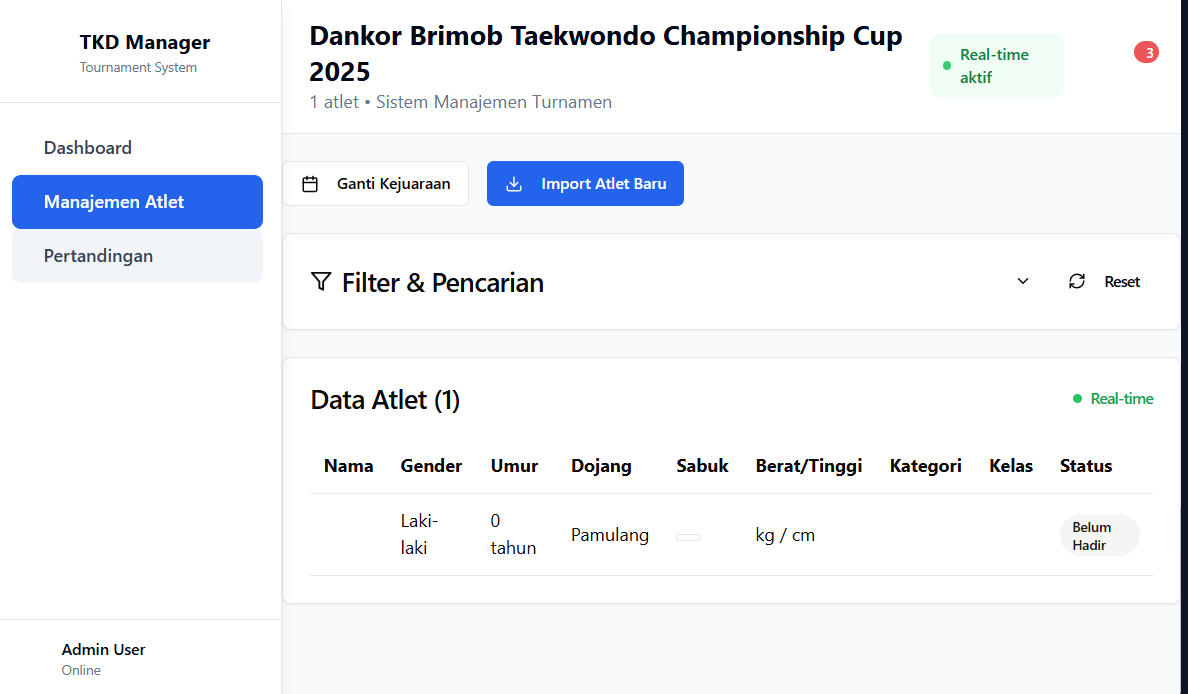 TKD Manager
Tournament System
Dashboard
Manajemen Atlet
Pertandingan
Admin User
Online
Dankor Brimob Taekwondo Championship Cup
2025
1 atlet • Sistem Manajemen Turnamen
Real-time
aktif
3
Ganti Kejuaraan
Import Atlet Baru
Filter & Pencarian
Reset
Data Atlet (1)
Real-time
Nama Gender Umur Dojang Sabuk Berat/Tinggi Kategori Kelas Status
Laki-
laki
0
tahun
Pamulang
kg / cm
Belum
Hadir